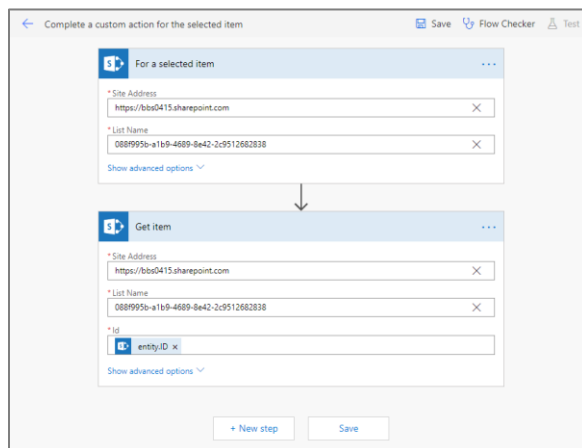 Complete a custom action for the selected item
Save
Flow Checker
Test
For a selected item
* Site Address
https://bbs0415.sharepoint.com
* List Name
088f995b-a1b9-4689-8e42-2c9512682838
Show advanced options
Get item
* Site Address
https://bbs0415.sharepoint.com
* List Name
088f995b-a1b9-4689-8e42-2c9512682838
* Id
entity.ID
Show advanced options
+ New step
Save